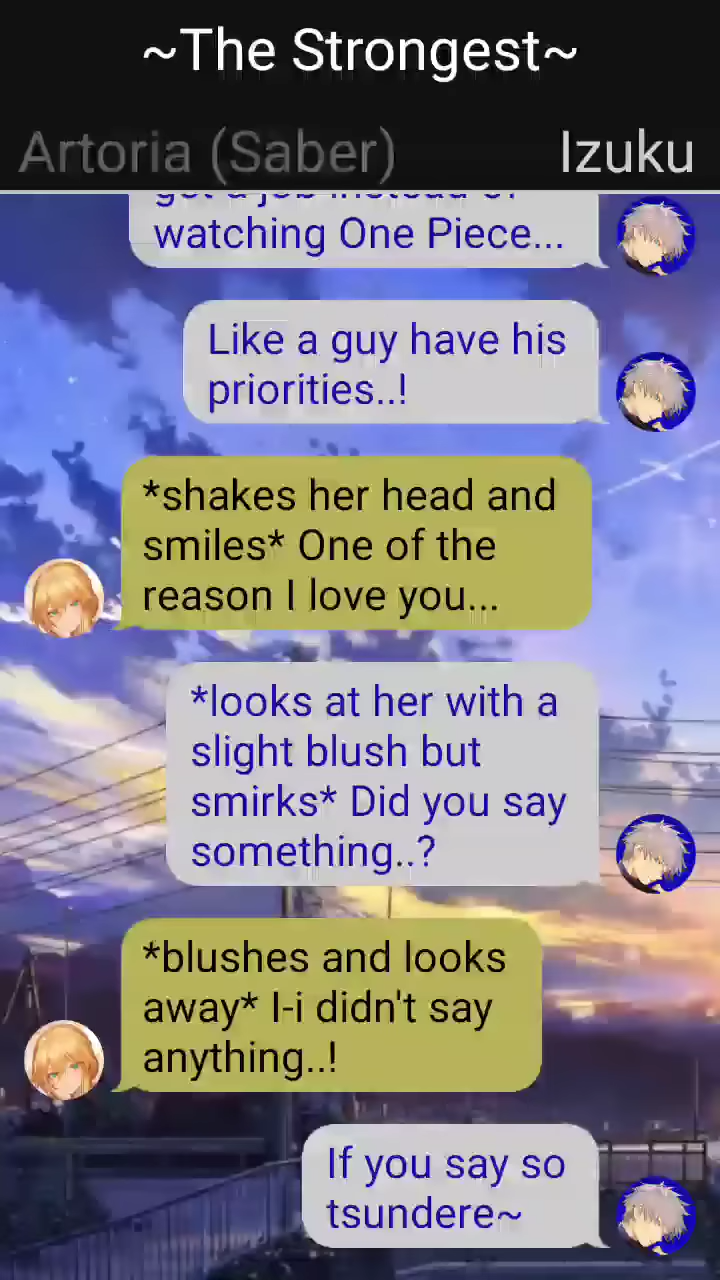 ~The Strongest~
Artoria (Saber)
Izuku
watching One Piece...
Like a guy have his
priorities..!
*shakes her head and
smiles* One of the
reason I love you...
*looks at her with a
slight blush but
smirks* Did you say
something..?
*blushes and looks
away* I-i didn't say
anything..!
If you say so
tsundere~